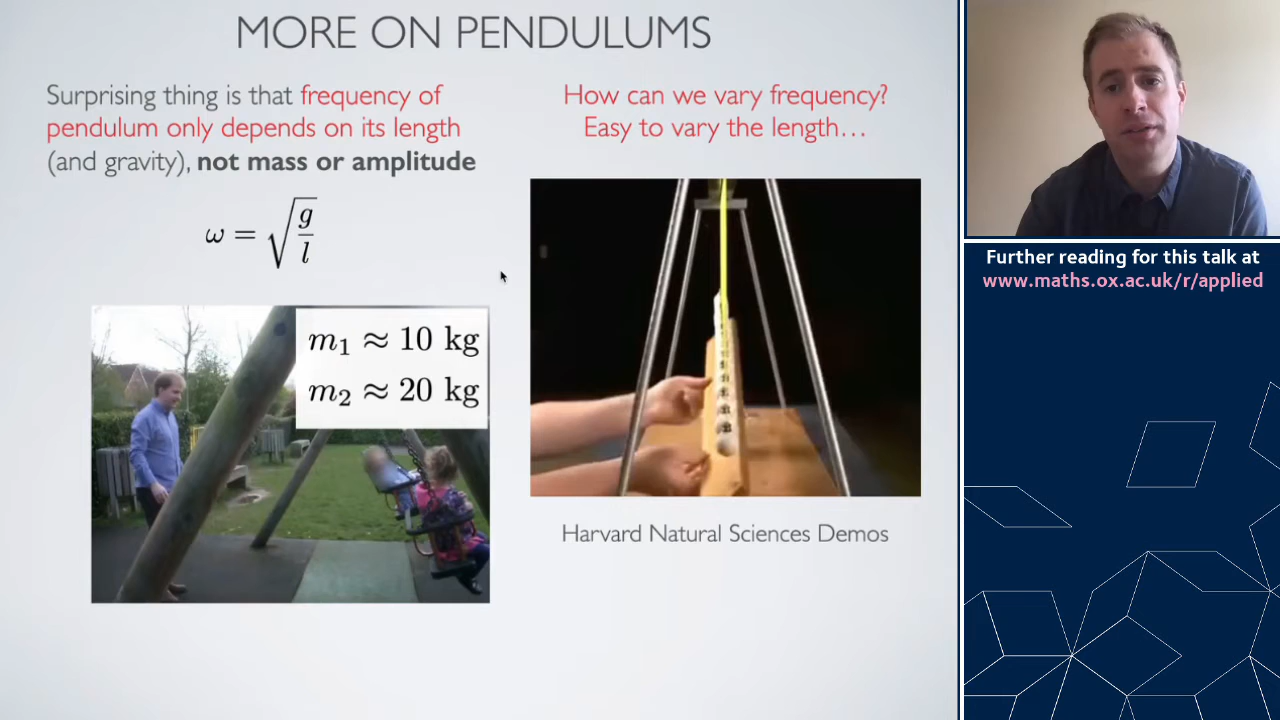 MORE ON PENDULUMS
Surprising thing is that frequency of
pendulum only depends on its length
(and gravity), not mass or amplitude
ω = √(g/l)
m₁ ≈ 10 kg
m₂ ≈ 20 kg
How can we vary frequency?
Easy to vary the length…
Harvard Natural Sciences Demos
Further reading for this talk at
www.maths.ox.ac.uk/r/applied